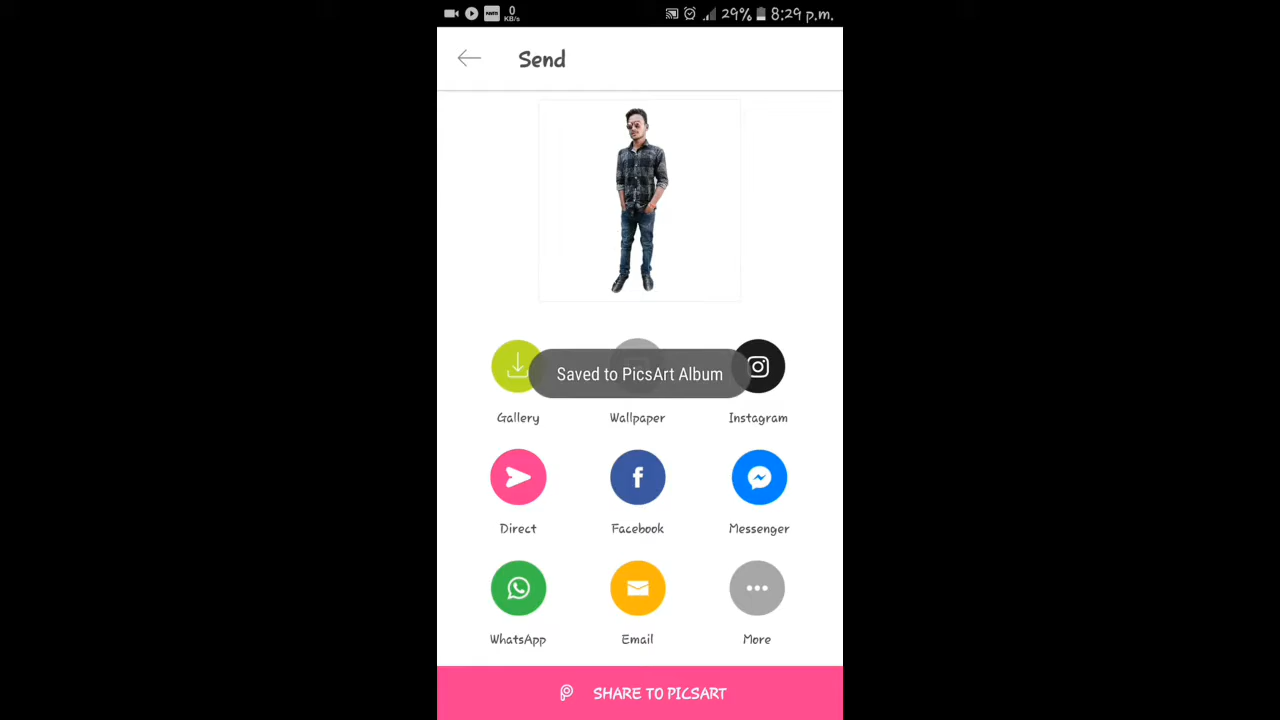 0
KB/s
29% 8:29 p.m.
Send
Saved to PicsArt Album
Gallery Wallpaper Instagram
Direct Facebook Messenger
WhatsApp Email More
SHARE TO PICSART